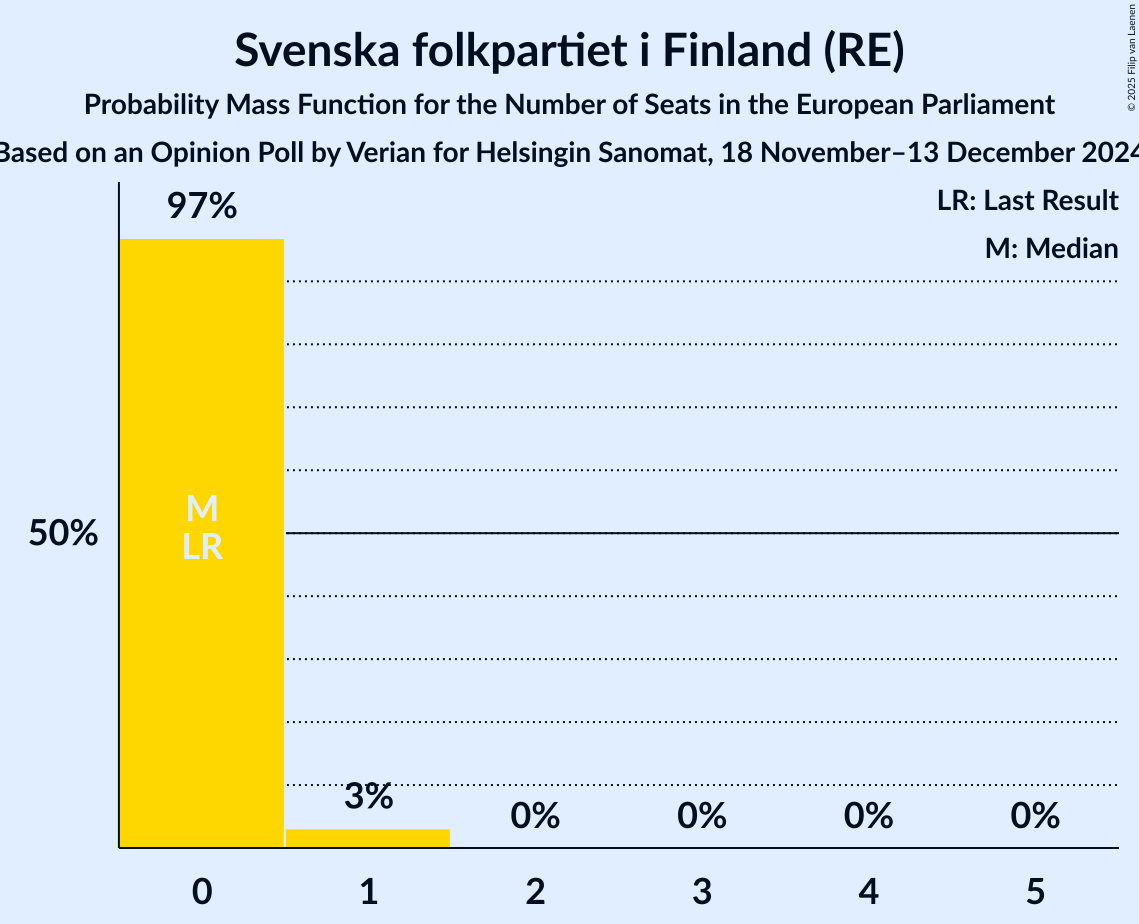 Svenska folkpartiet i Finland (RE)
Probability Mass Function for the Number of Seats in the European Parliament
Based on an Opinion Poll by Verian for Helsingin Sanomat, 18 November–13 December 2024
© 2025 Filip van Laenen
LR: Last Result
M: Median
97%
M
LR
50%
3%
0%
0%
0%
0%
0
1
2
3
4
5